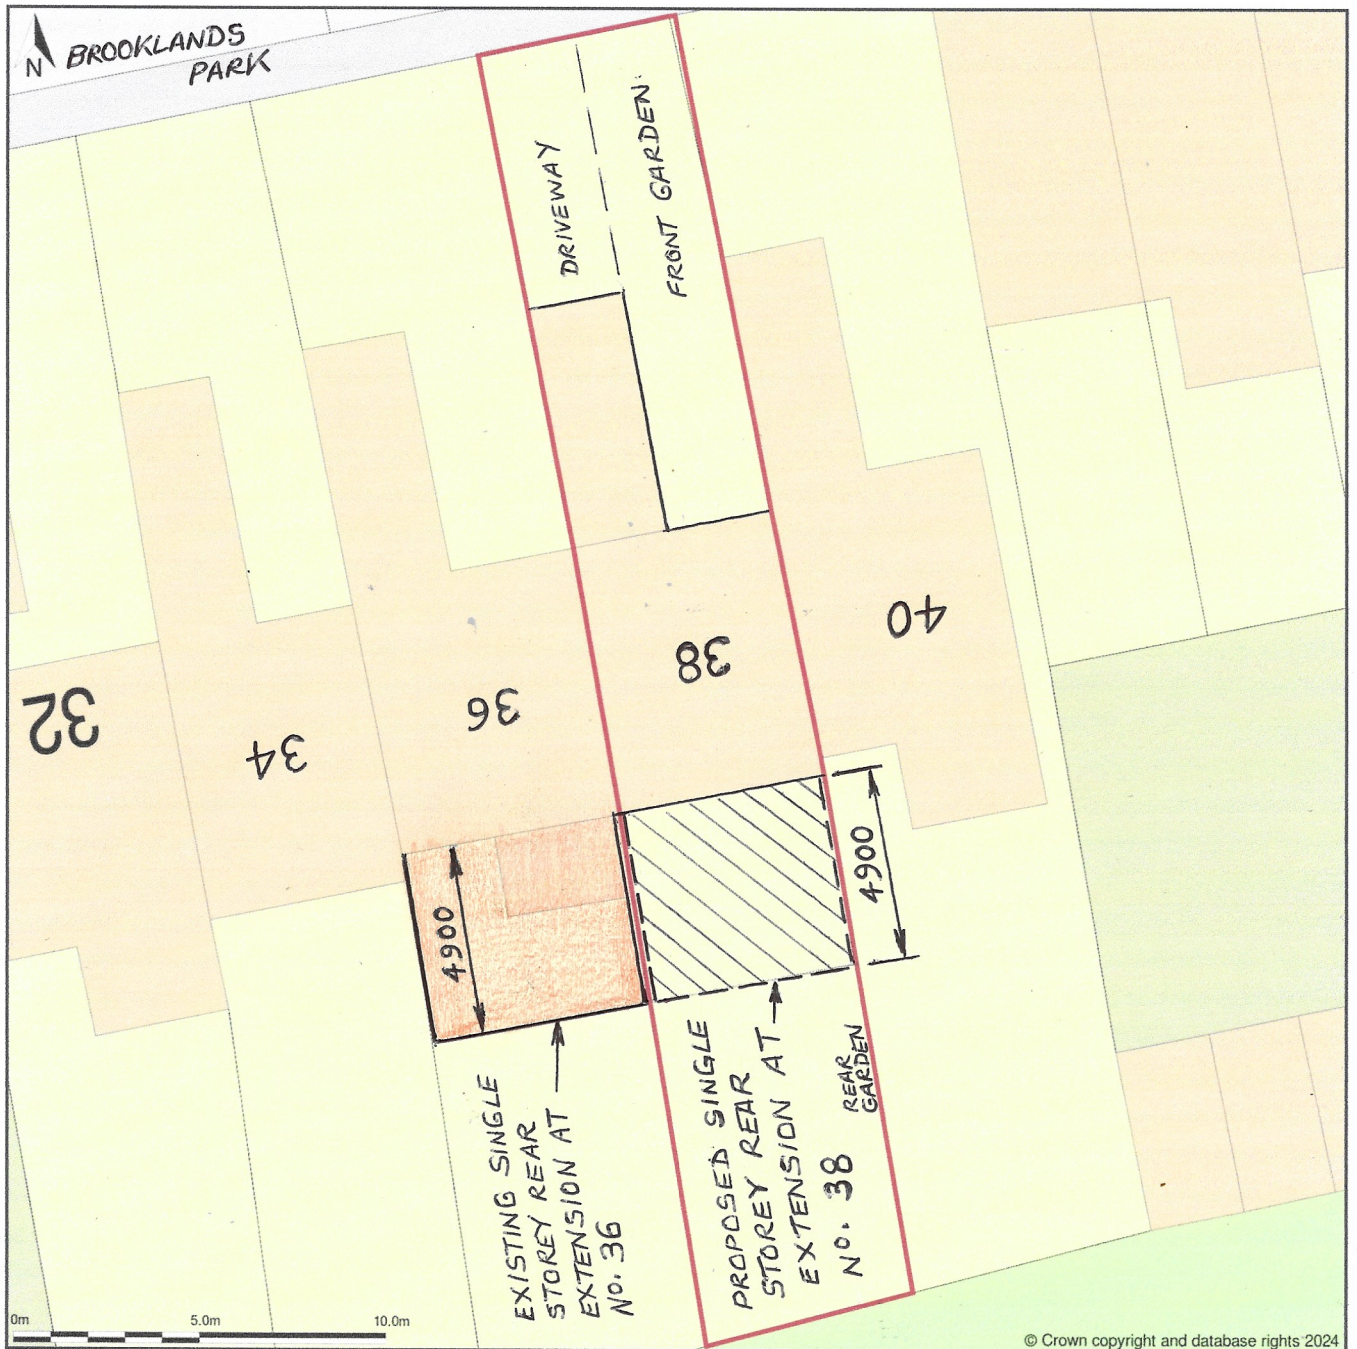 BROOKLANDS
PARK
N
DRIVEWAY
FRONT GARDEN.
32
34
36
38
40
4900
4900
EXISTING SINGLE
STOREY REAR
EXTENSION AT
No. 36
PROPOSED SINGLE
STOREY REAR
EXTENSION AT
No. 38
REAR
GARDEN
0m
5.0m
10.0m
© Crown copyright and database rights 2024